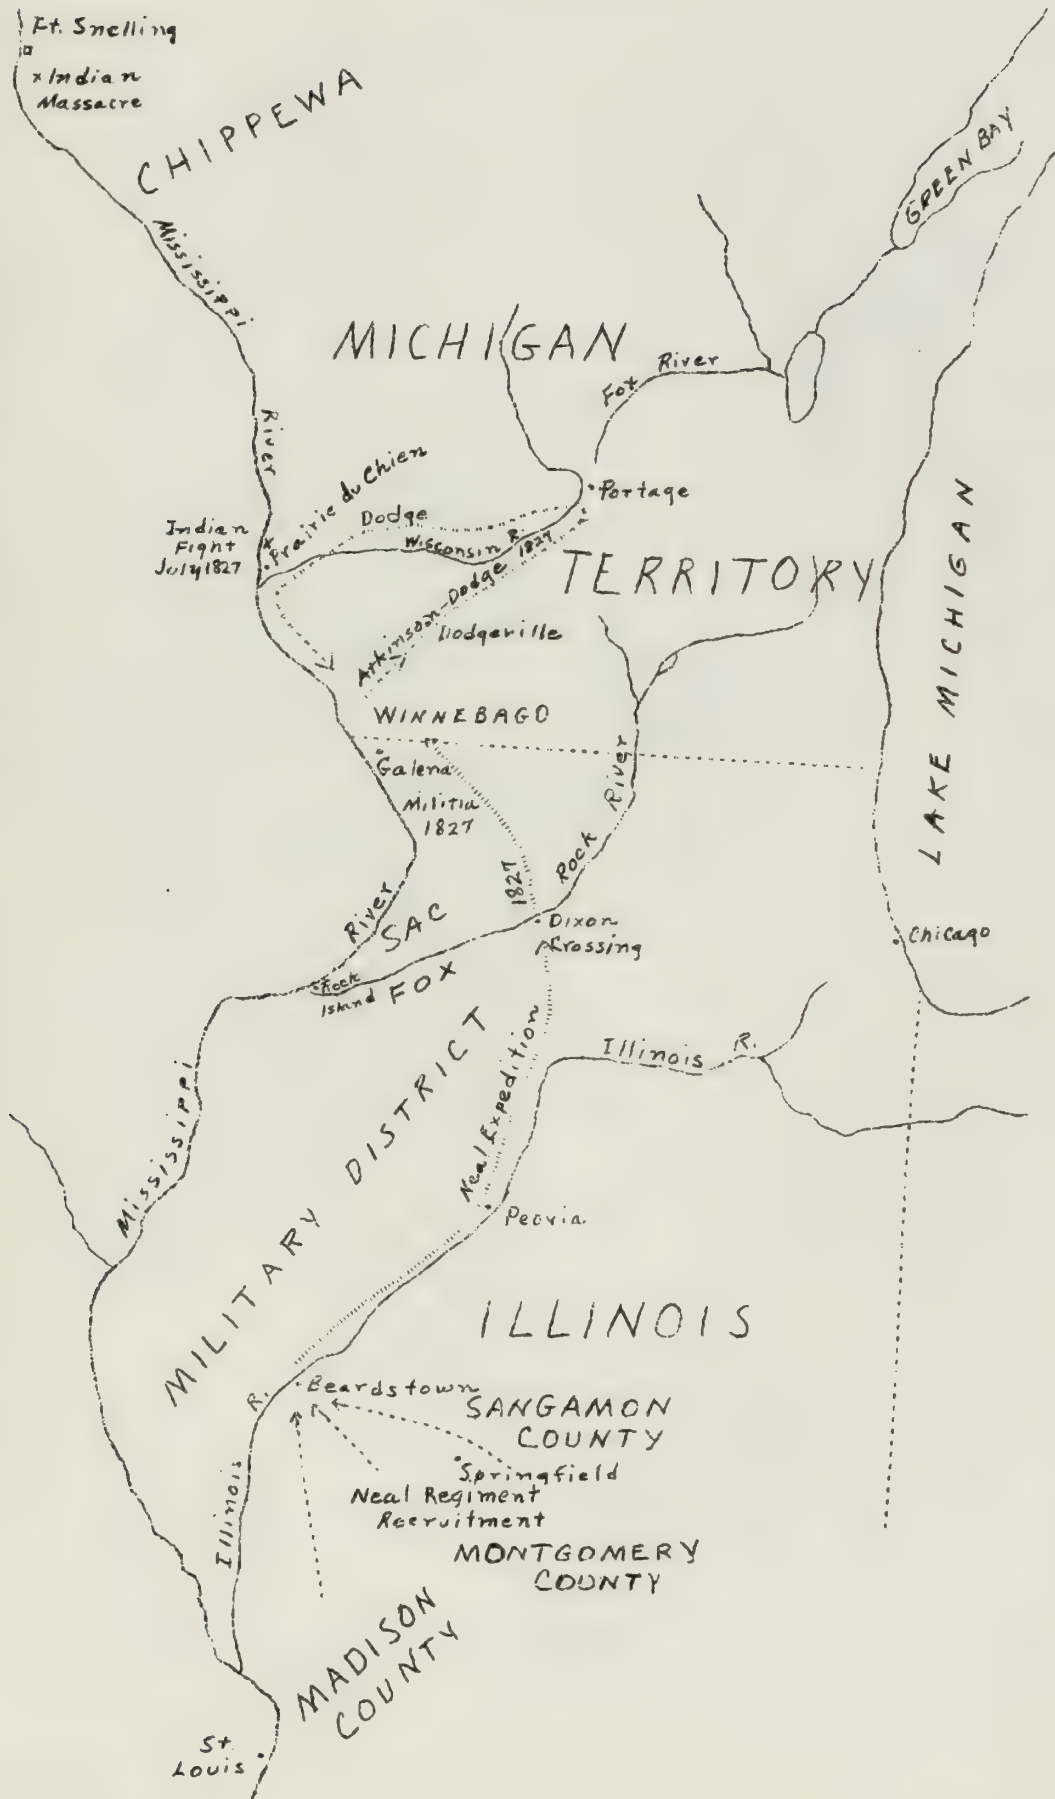 Ft. Snelling
x Indian
Massacre
CHIPPEWA
GREEN BAY
Mississippi
River
MICHIGAN
Fox River
Portage
Prairie du Chien
Dodge
Wisconsin R.
1827
Indian
Fight
July 1827
x
TERRITORY
Atkinson-Dodge
Dodgeville
LAKE MICHIGAN
WINNEBAGO
Galena
Militia
1827
1827
Rock River
River
SAC
Dixon
Crossing
Chicago
Rock
Island
FOX
Illinois R.
Mississippi
MILITARY DISTRICT
Neal Expedition
Peoria
ILLINOIS
Beardstown
SANGAMON
COUNTY
Springfield
Neal Regiment
Recruitment
MONTGOMERY
COUNTY
Illinois R.
MADISON
COUNTY
St.
Louis